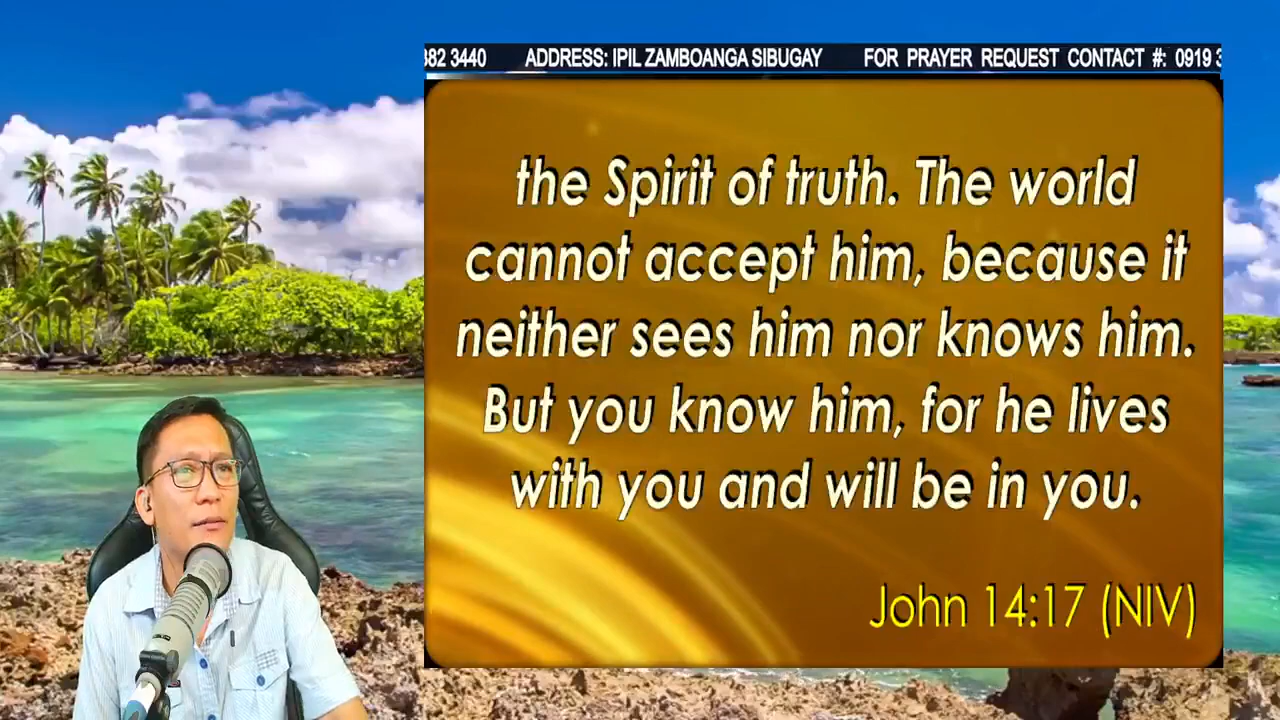 382 3440 ADDRESS: IPIL ZAMBOANGA SIBUGAY FOR PRAYER REQUEST CONTACT #: 0919 3
the Spirit of truth. The world
cannot accept him, because it
neither sees him nor knows him.
But you know him, for he lives
with you and will be in you.
John 14:17 (NIV)